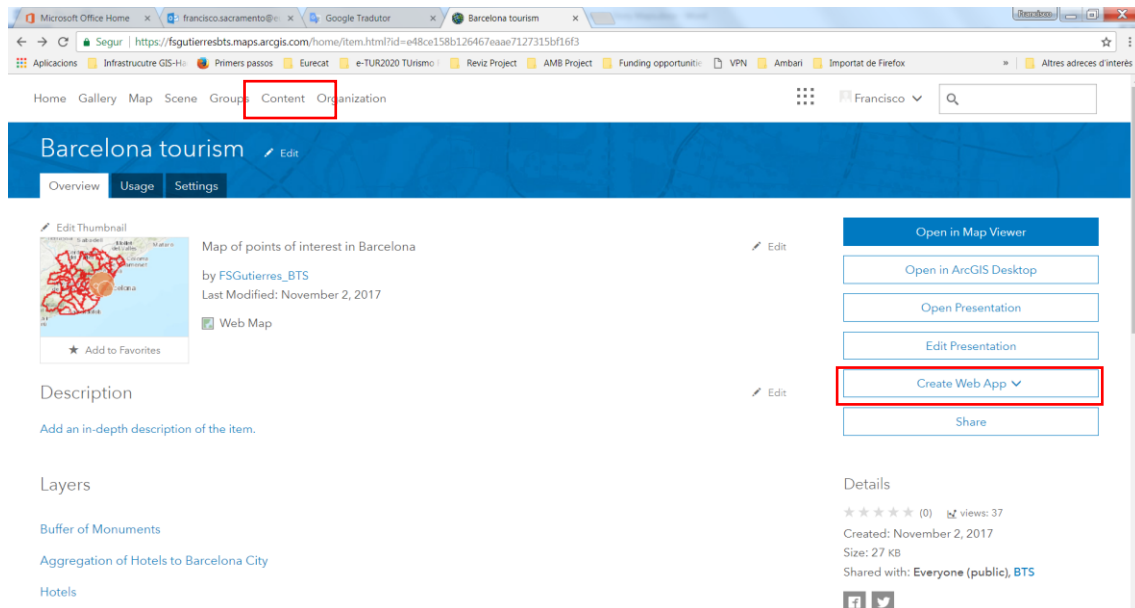 Microsoft Office Home francisco.sacramento@e Google Tradutor Barcelona tourism
Segur https://fsgutierresbts.maps.arcgis.com/home/item.html?id=e48ce158b126467eaae7127315bf16f3
Aplicacions Infrastrucutre GIS-Ha Primers passos Eurecat e-TUR2020 TUrismo Reviz Project AMB Project Funding opportunitie VPN Ambari Importat de Firefox » Altres adreces d'interès
Home Gallery Map Scene Groups Content Organization Francisco
Barcelona tourism Edit
Overview Usage Settings
Edit Thumbnail
Map of points of interest in Barcelona Edit
by FSGutierres_BTS
Last Modified: November 2, 2017
Web Map
Add to Favorites
Description Edit
Add an in-depth description of the item.
Layers
Buffer of Monuments
Aggregation of Hotels to Barcelona City
Hotels
Open in Map Viewer
Open in ArcGIS Desktop
Open Presentation
Edit Presentation
Create Web App
Share
Details
(0) views: 37
Created: November 2, 2017
Size: 27 KB
Shared with: Everyone (public), BTS